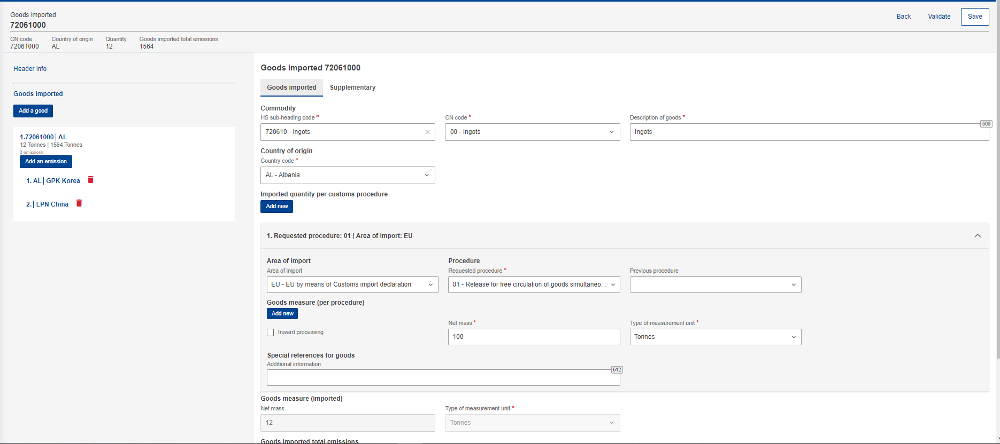 Goods imported
72061000
Back
Validate
Save
CN code
72061000
Country of origin
AL
Quantity
12
Goods imported total emissions
1564
Header info
Goods imported
Add a good
1.72061000 | AL
12 Tonnes | 1564 Tonnes
2 emissions
Add an emission
1. AL | GPK Korea
2. | LPN China
Goods imported 72061000
Goods imported
Supplementary
Commodity
HS sub-heading code *
720610 - Ingots
CN code *
00 - Ingots
Description of goods *
506
Ingots
Country of origin
Country code *
AL - Albania
Imported quantity per customs procedure
Add new
1. Requested procedure: 01 | Area of import: EU
Area of import
Area of import
EU - EU by means of Customs import declaration
Procedure
Requested procedure *
01 - Release for free circulation of goods simultaneo...
Previous procedure
Goods measure (per procedure)
Add new
Inward processing
Net mass *
100
Type of measurement unit *
Tonnes
Special references for goods
Additional information
512
Goods measure (imported)
Net mass
12
Type of measurement unit *
Tonnes
Goods imported total emissions